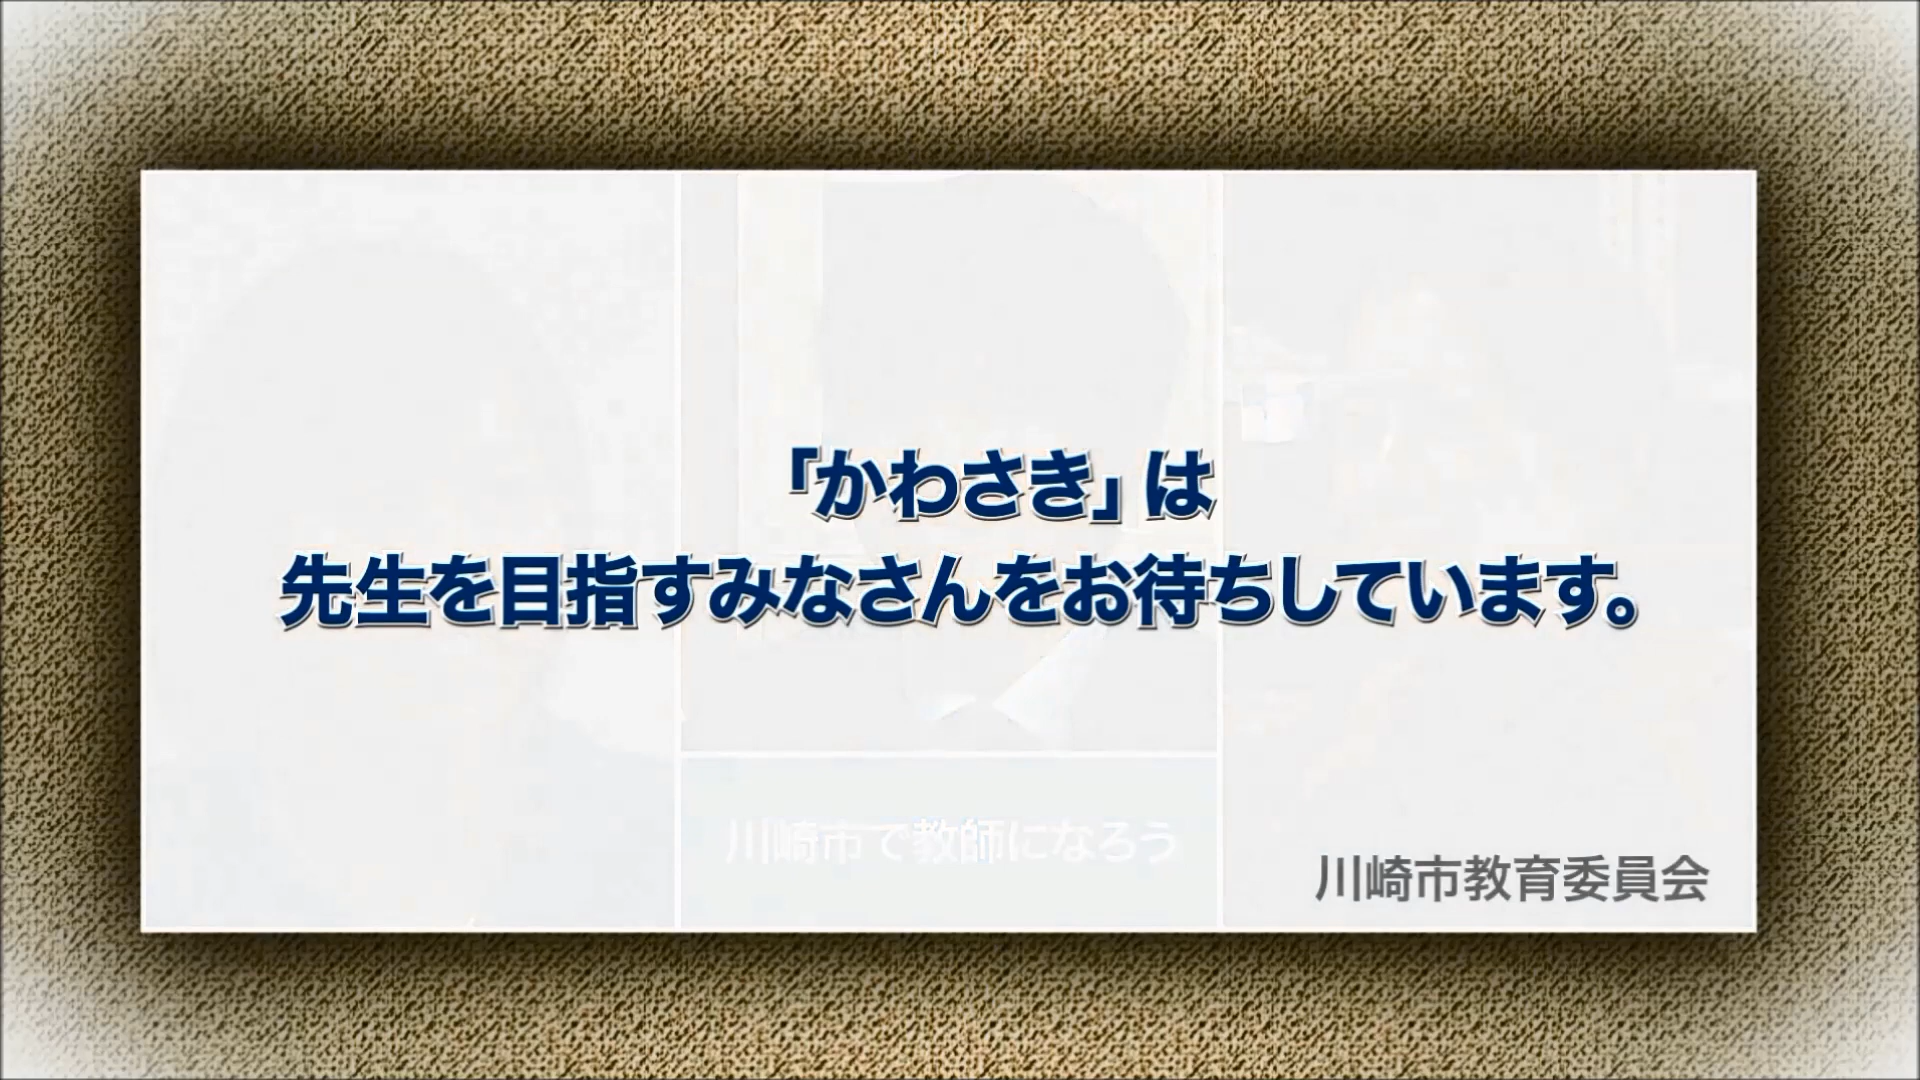 「かわさき」は
先生を目指すみなさんをお待ちしています。
川崎市で教師になろう
川崎市教育委員会